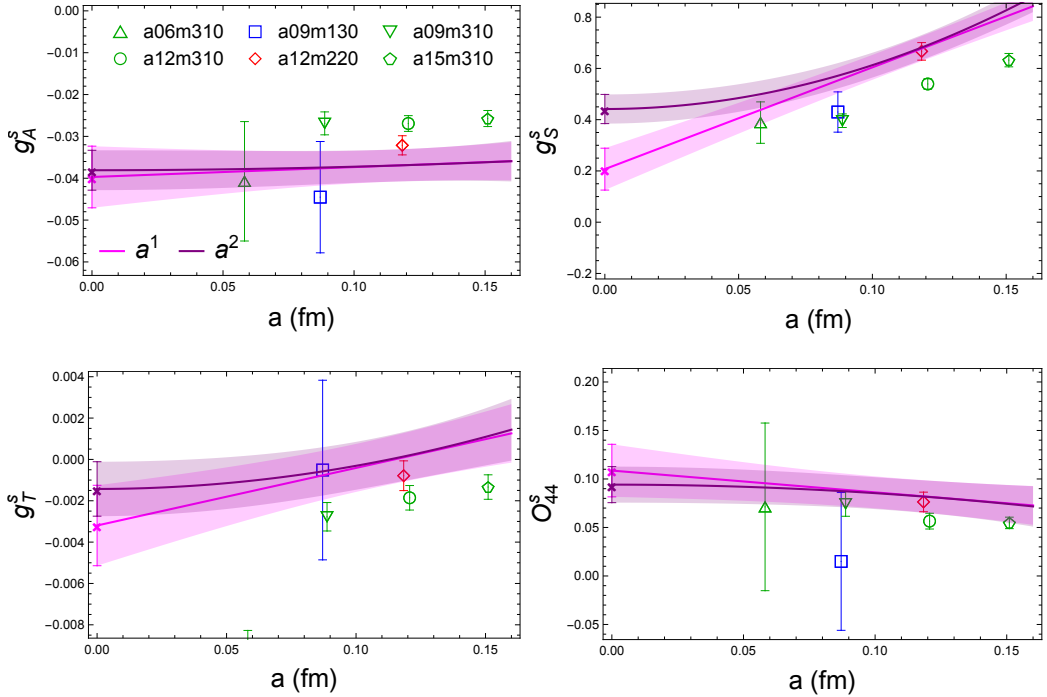 0.00
−0.01
−0.02
−0.03
−0.04
−0.05
−0.06
g_A^s
a06m310 a09m130 a09m310
a12m310 a12m220 a15m310
a^1 a^2
0.00 0.05 0.10 0.15
a (fm)
0.8
0.6
0.4
0.2
0.0
−0.2
g_S^s
0.00 0.05 0.10 0.15
a (fm)
0.004
0.002
0.000
−0.002
−0.004
−0.006
−0.008
g_T^s
0.00 0.05 0.10 0.15
a (fm)
0.20
0.15
0.10
0.05
0.00
−0.05
O_44^s
0.00 0.05 0.10 0.15
a (fm)